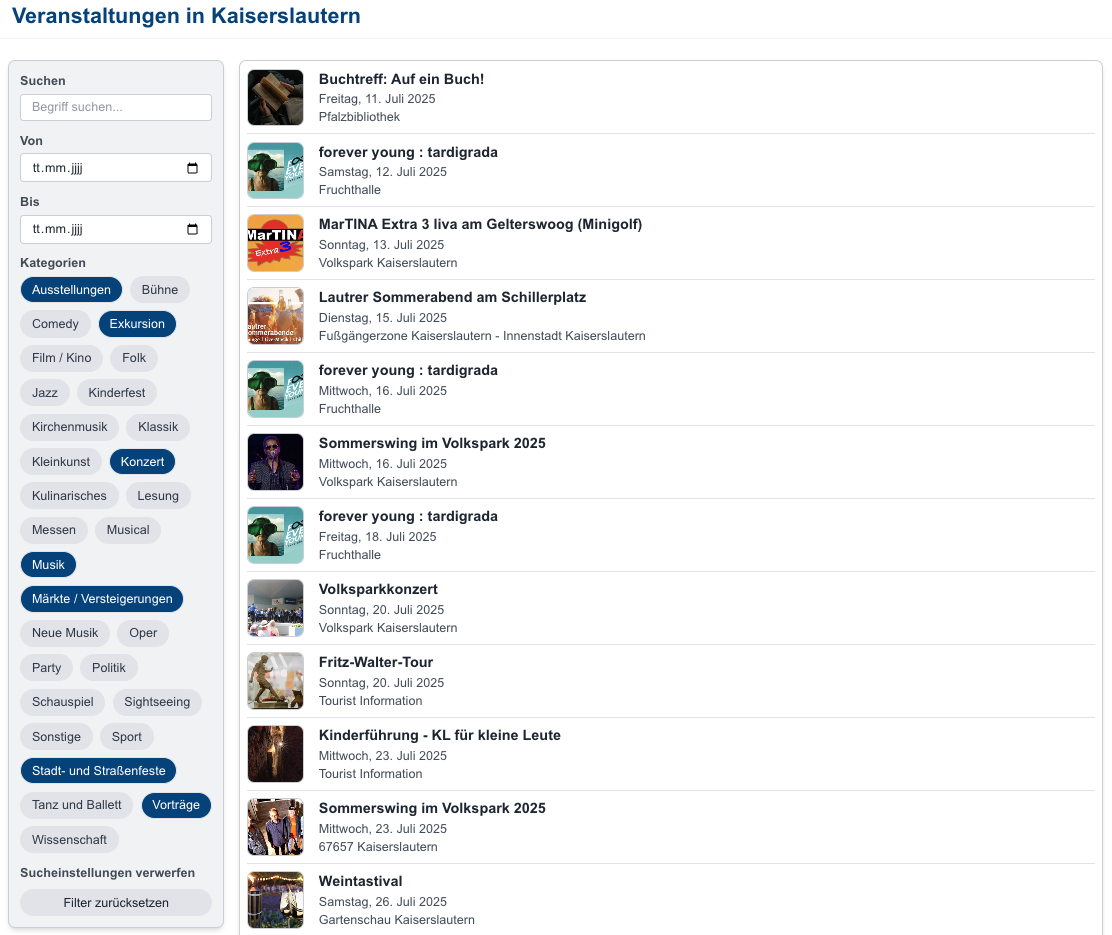 Veranstaltungen in Kaiserslautern
Suchen
Begriff suchen...
Von
tt.mm.jjjj
Bis
tt.mm.jjjj
Kategorien
Ausstellungen
Bühne
Comedy
Exkursion
Film / Kino
Folk
Jazz
Kinderfest
Kirchenmusik
Klassik
Kleinkunst
Konzert
Kulinarisches
Lesung
Messen
Musical
Musik
Märkte / Versteigerungen
Neue Musik
Oper
Party
Politik
Schauspiel
Sightseeing
Sonstige
Sport
Stadt- und Straßenfeste
Tanz und Ballett
Vorträge
Wissenschaft
Sucheinstellungen verwerfen
Filter zurücksetzen
Buchtreff: Auf ein Buch!
Freitag, 11. Juli 2025
Pfalzbibliothek
forever young : tardigrada
Samstag, 12. Juli 2025
Fruchthalle
MarTINA
Extra 3
MarTINA Extra 3 liva am Gelterswoog (Minigolf)
Sonntag, 13. Juli 2025
Volkspark Kaiserslautern
Lautrer Sommerabend am Schillerplatz
Dienstag, 15. Juli 2025
Fußgängerzone Kaiserslautern - Innenstadt Kaiserslautern
forever young : tardigrada
Mittwoch, 16. Juli 2025
Fruchthalle
Sommerswing im Volkspark 2025
Mittwoch, 16. Juli 2025
Volkspark Kaiserslautern
forever young : tardigrada
Freitag, 18. Juli 2025
Fruchthalle
Volksparkkonzert
Sonntag, 20. Juli 2025
Volkspark Kaiserslautern
Fritz-Walter-Tour
Sonntag, 20. Juli 2025
Tourist Information
Kinderführung - KL für kleine Leute
Mittwoch, 23. Juli 2025
Tourist Information
Sommerswing im Volkspark 2025
Mittwoch, 23. Juli 2025
67657 Kaiserslautern
Weintastival
Samstag, 26. Juli 2025
Gartenschau Kaiserslautern